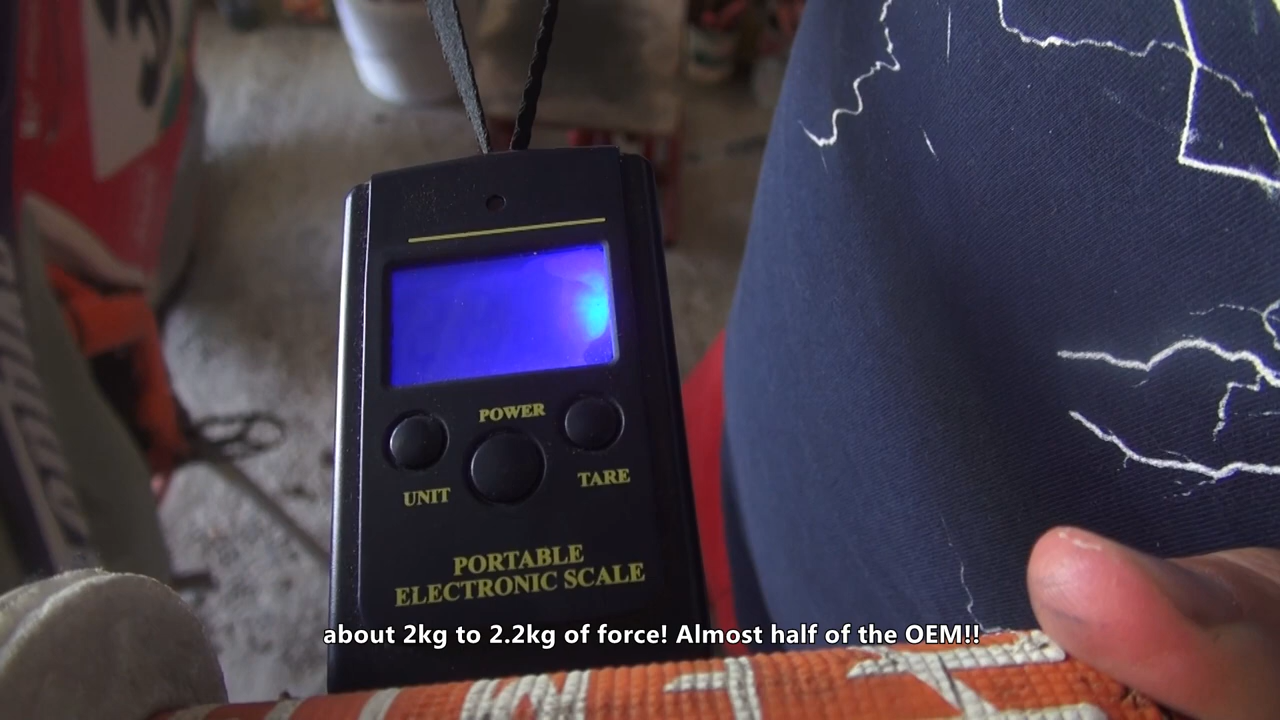 POWER
UNIT
TARE
PORTABLE
ELECTRONIC SCALE
about 2kg to 2.2kg of force! Almost half of the OEM!!